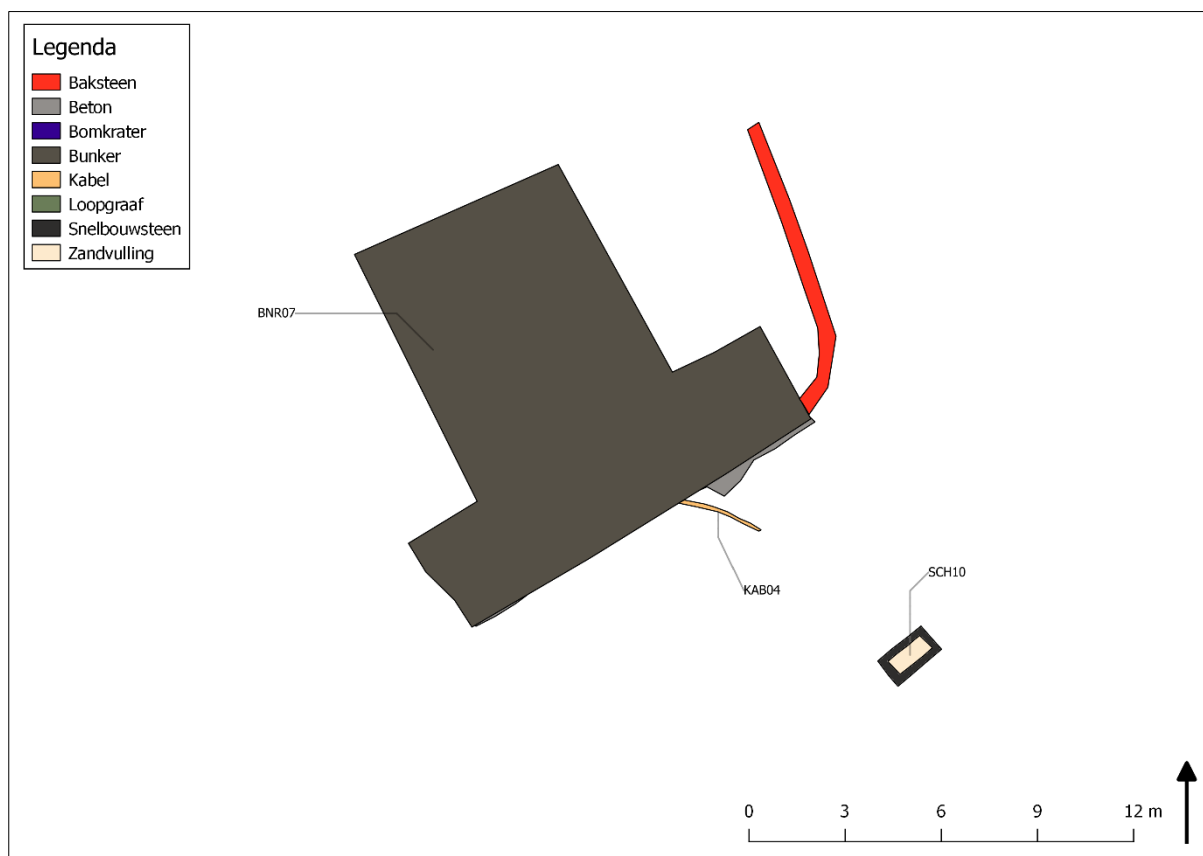 Legenda
Baksteen
Beton
Bomkrater
Bunker
Kabel
Loopgraaf
Snelbouwsteen
Zandvulling
BNR07
KAB04
SCH10
0 3 6 9 12 m